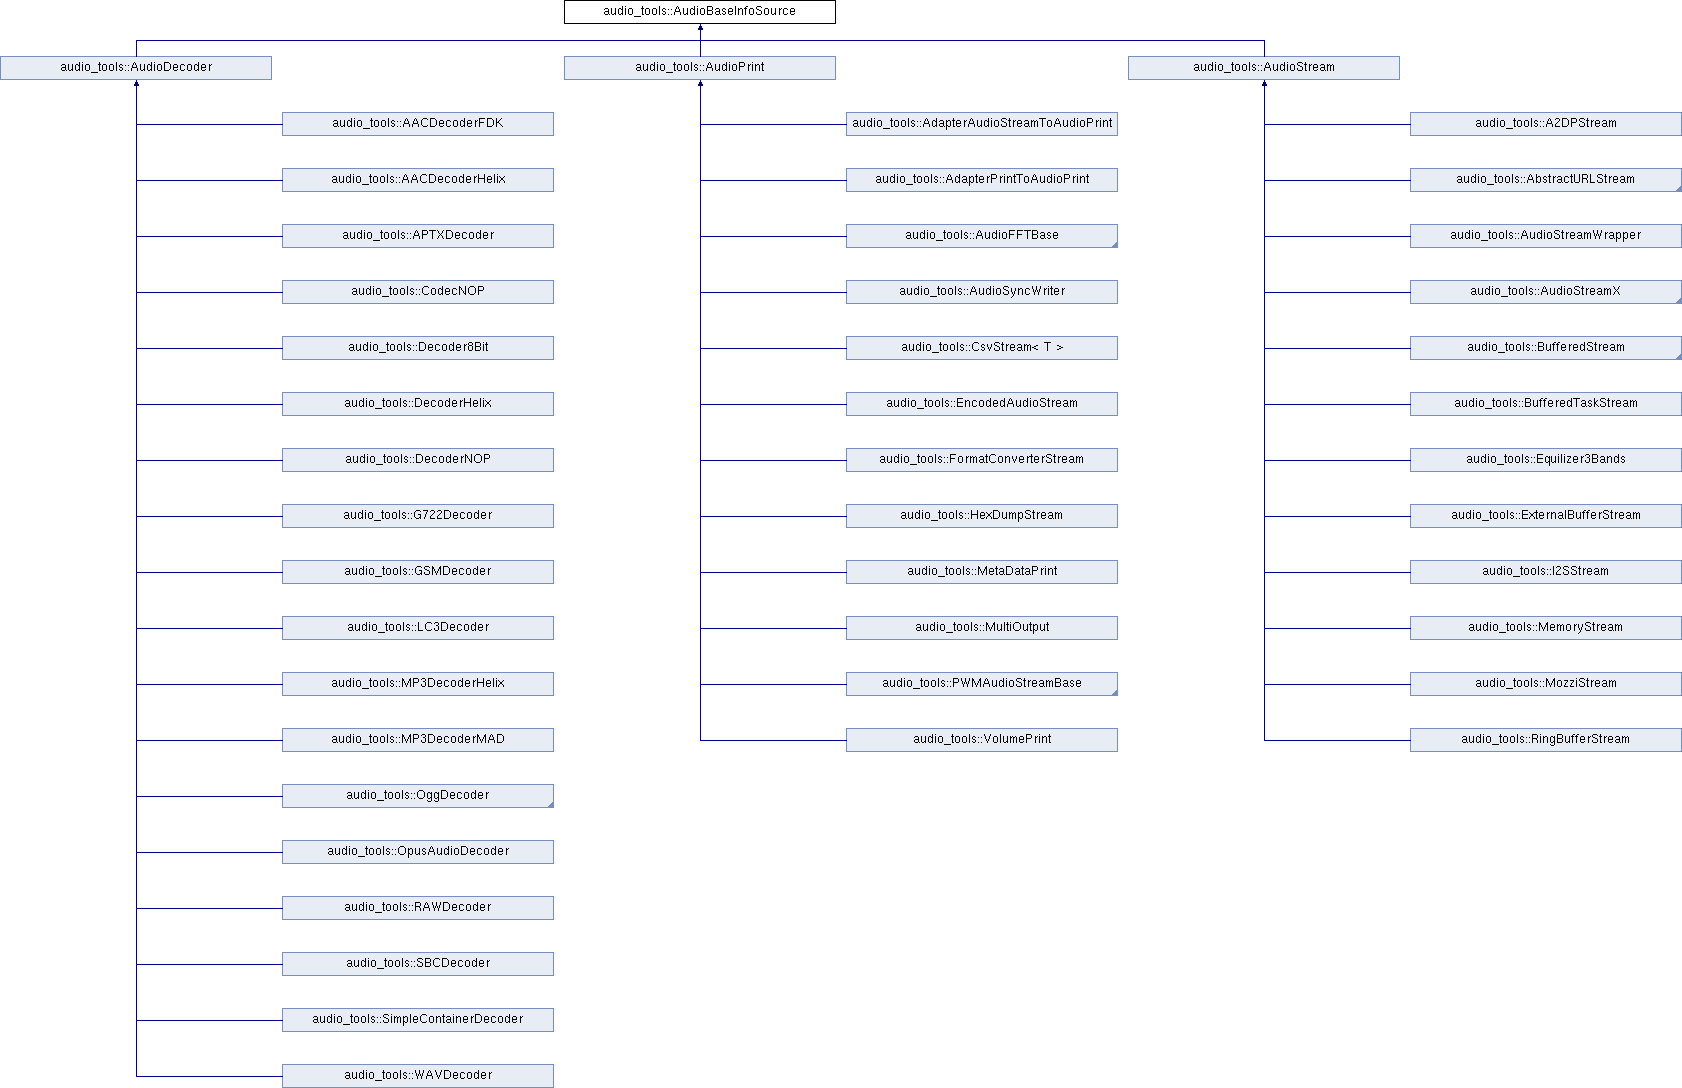 audio_tools::AudioBaseInfoSource
audio_tools::AudioDecoder
audio_tools::AudioPrint
audio_tools::AudioStream
audio_tools::AACDecoderFDK
audio_tools::AdapterAudioStreamToAudioPrint
audio_tools::A2DPStream
audio_tools::AACDecoderHelix
audio_tools::AdapterPrintToAudioPrint
audio_tools::AbstractURLStream
audio_tools::APTXDecoder
audio_tools::AudioFFTBase
audio_tools::AudioStreamWrapper
audio_tools::CodecNOP
audio_tools::AudioSyncWriter
audio_tools::AudioStreamX
audio_tools::Decoder8Bit
audio_tools::CsvStream< T >
audio_tools::BufferedStream
audio_tools::DecoderHelix
audio_tools::EncodedAudioStream
audio_tools::BufferedTaskStream
audio_tools::DecoderNOP
audio_tools::FormatConverterStream
audio_tools::Equilizer3Bands
audio_tools::G722Decoder
audio_tools::HexDumpStream
audio_tools::ExternalBufferStream
audio_tools::GSMDecoder
audio_tools::MetaDataPrint
audio_tools::I2SStream
audio_tools::LC3Decoder
audio_tools::MultiOutput
audio_tools::MemoryStream
audio_tools::MP3DecoderHelix
audio_tools::PWMAudioStreamBase
audio_tools::MozziStream
audio_tools::MP3DecoderMAD
audio_tools::VolumePrint
audio_tools::RingBufferStream
audio_tools::OggDecoder
audio_tools::OpusAudioDecoder
audio_tools::RAWDecoder
audio_tools::SBCDecoder
audio_tools::SimpleContainerDecoder
audio_tools::WAVDecoder